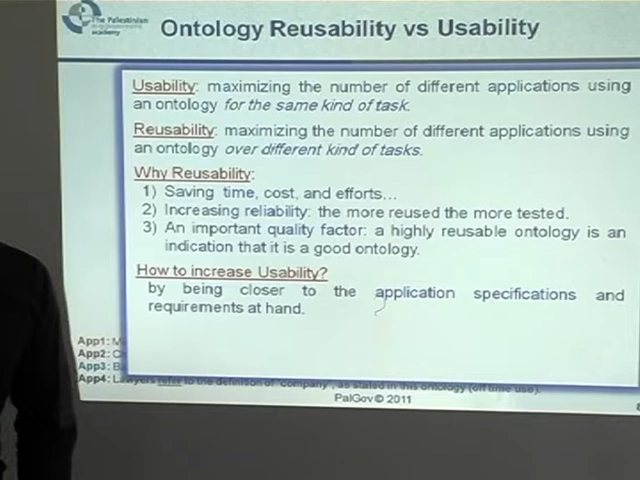 The Palestinian
academy
Ontology Reusability vs Usability
Usability: maximizing the number of different applications using
an ontology for the same kind of task.
Reusability: maximizing the number of different applications using
an ontology over different kind of tasks.
Why Reusability:
1) Saving time, cost, and efforts…
2) Increasing reliability: the more reused the more tested.
3) An important quality factor: a highly reusable ontology is an
indication that it is a good ontology.
How to increase Usability?
by being closer to the application specifications and
requirements at hand.
App1:
App2:
App3:
App4: Lawyers refer to the definition of "company", as stated in this ontology (off time use).
PalGov © 2011